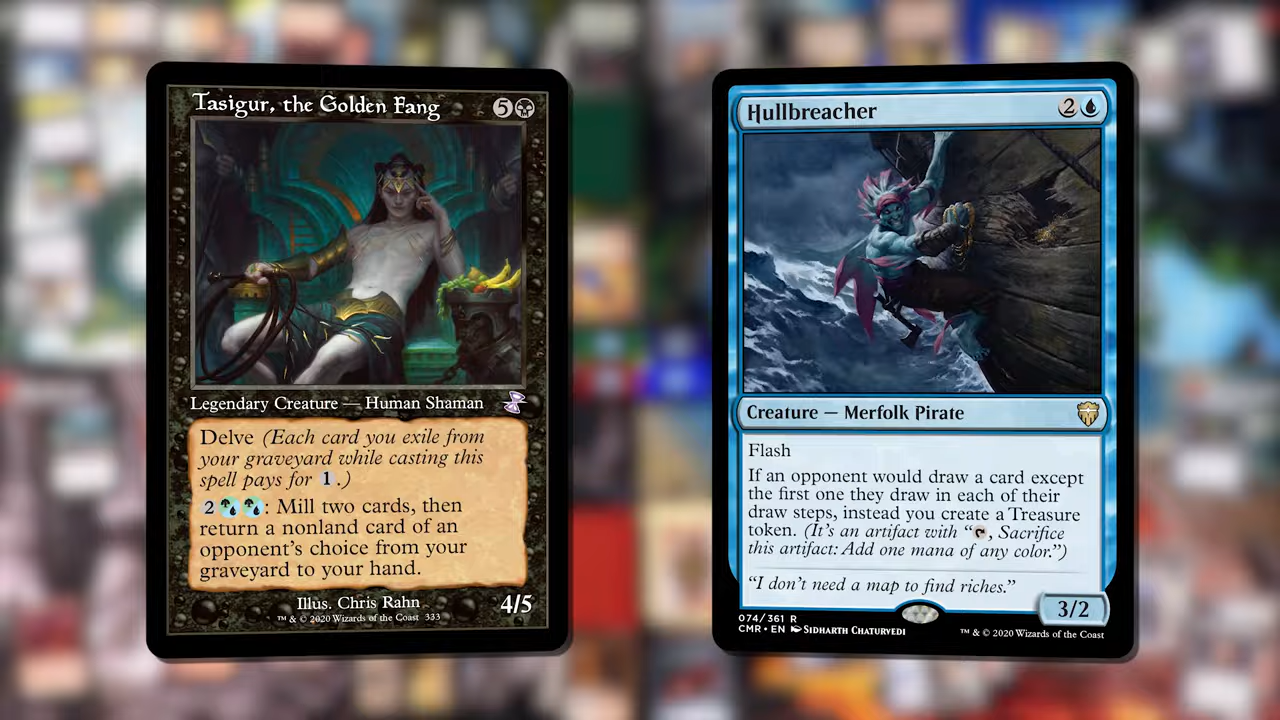 Tasigur, the Golden Fang 5
Legendary Creature — Human Shaman
Delve (Each card you exile from
your graveyard while casting this
spell pays for 1.)
2: Mill two cards, then
return a nonland card of an
opponent's choice from your
graveyard to your hand.
Illus. Chris Rahn
™ & © 2020 Wizards of the Coast 333
4/5
Hullbreacher 2
Creature — Merfolk Pirate
Flash
If an opponent would draw a card except
the first one they draw in each of their
draw steps, instead you create a Treasure
token. (It's an artifact with “, Sacrifice
this artifact: Add one mana of any color.”)
“I don't need a map to find riches.”
3/2
074/361 R
CMR • EN Sidharth Chaturvedi
™ & © 2020 Wizards of the Coast